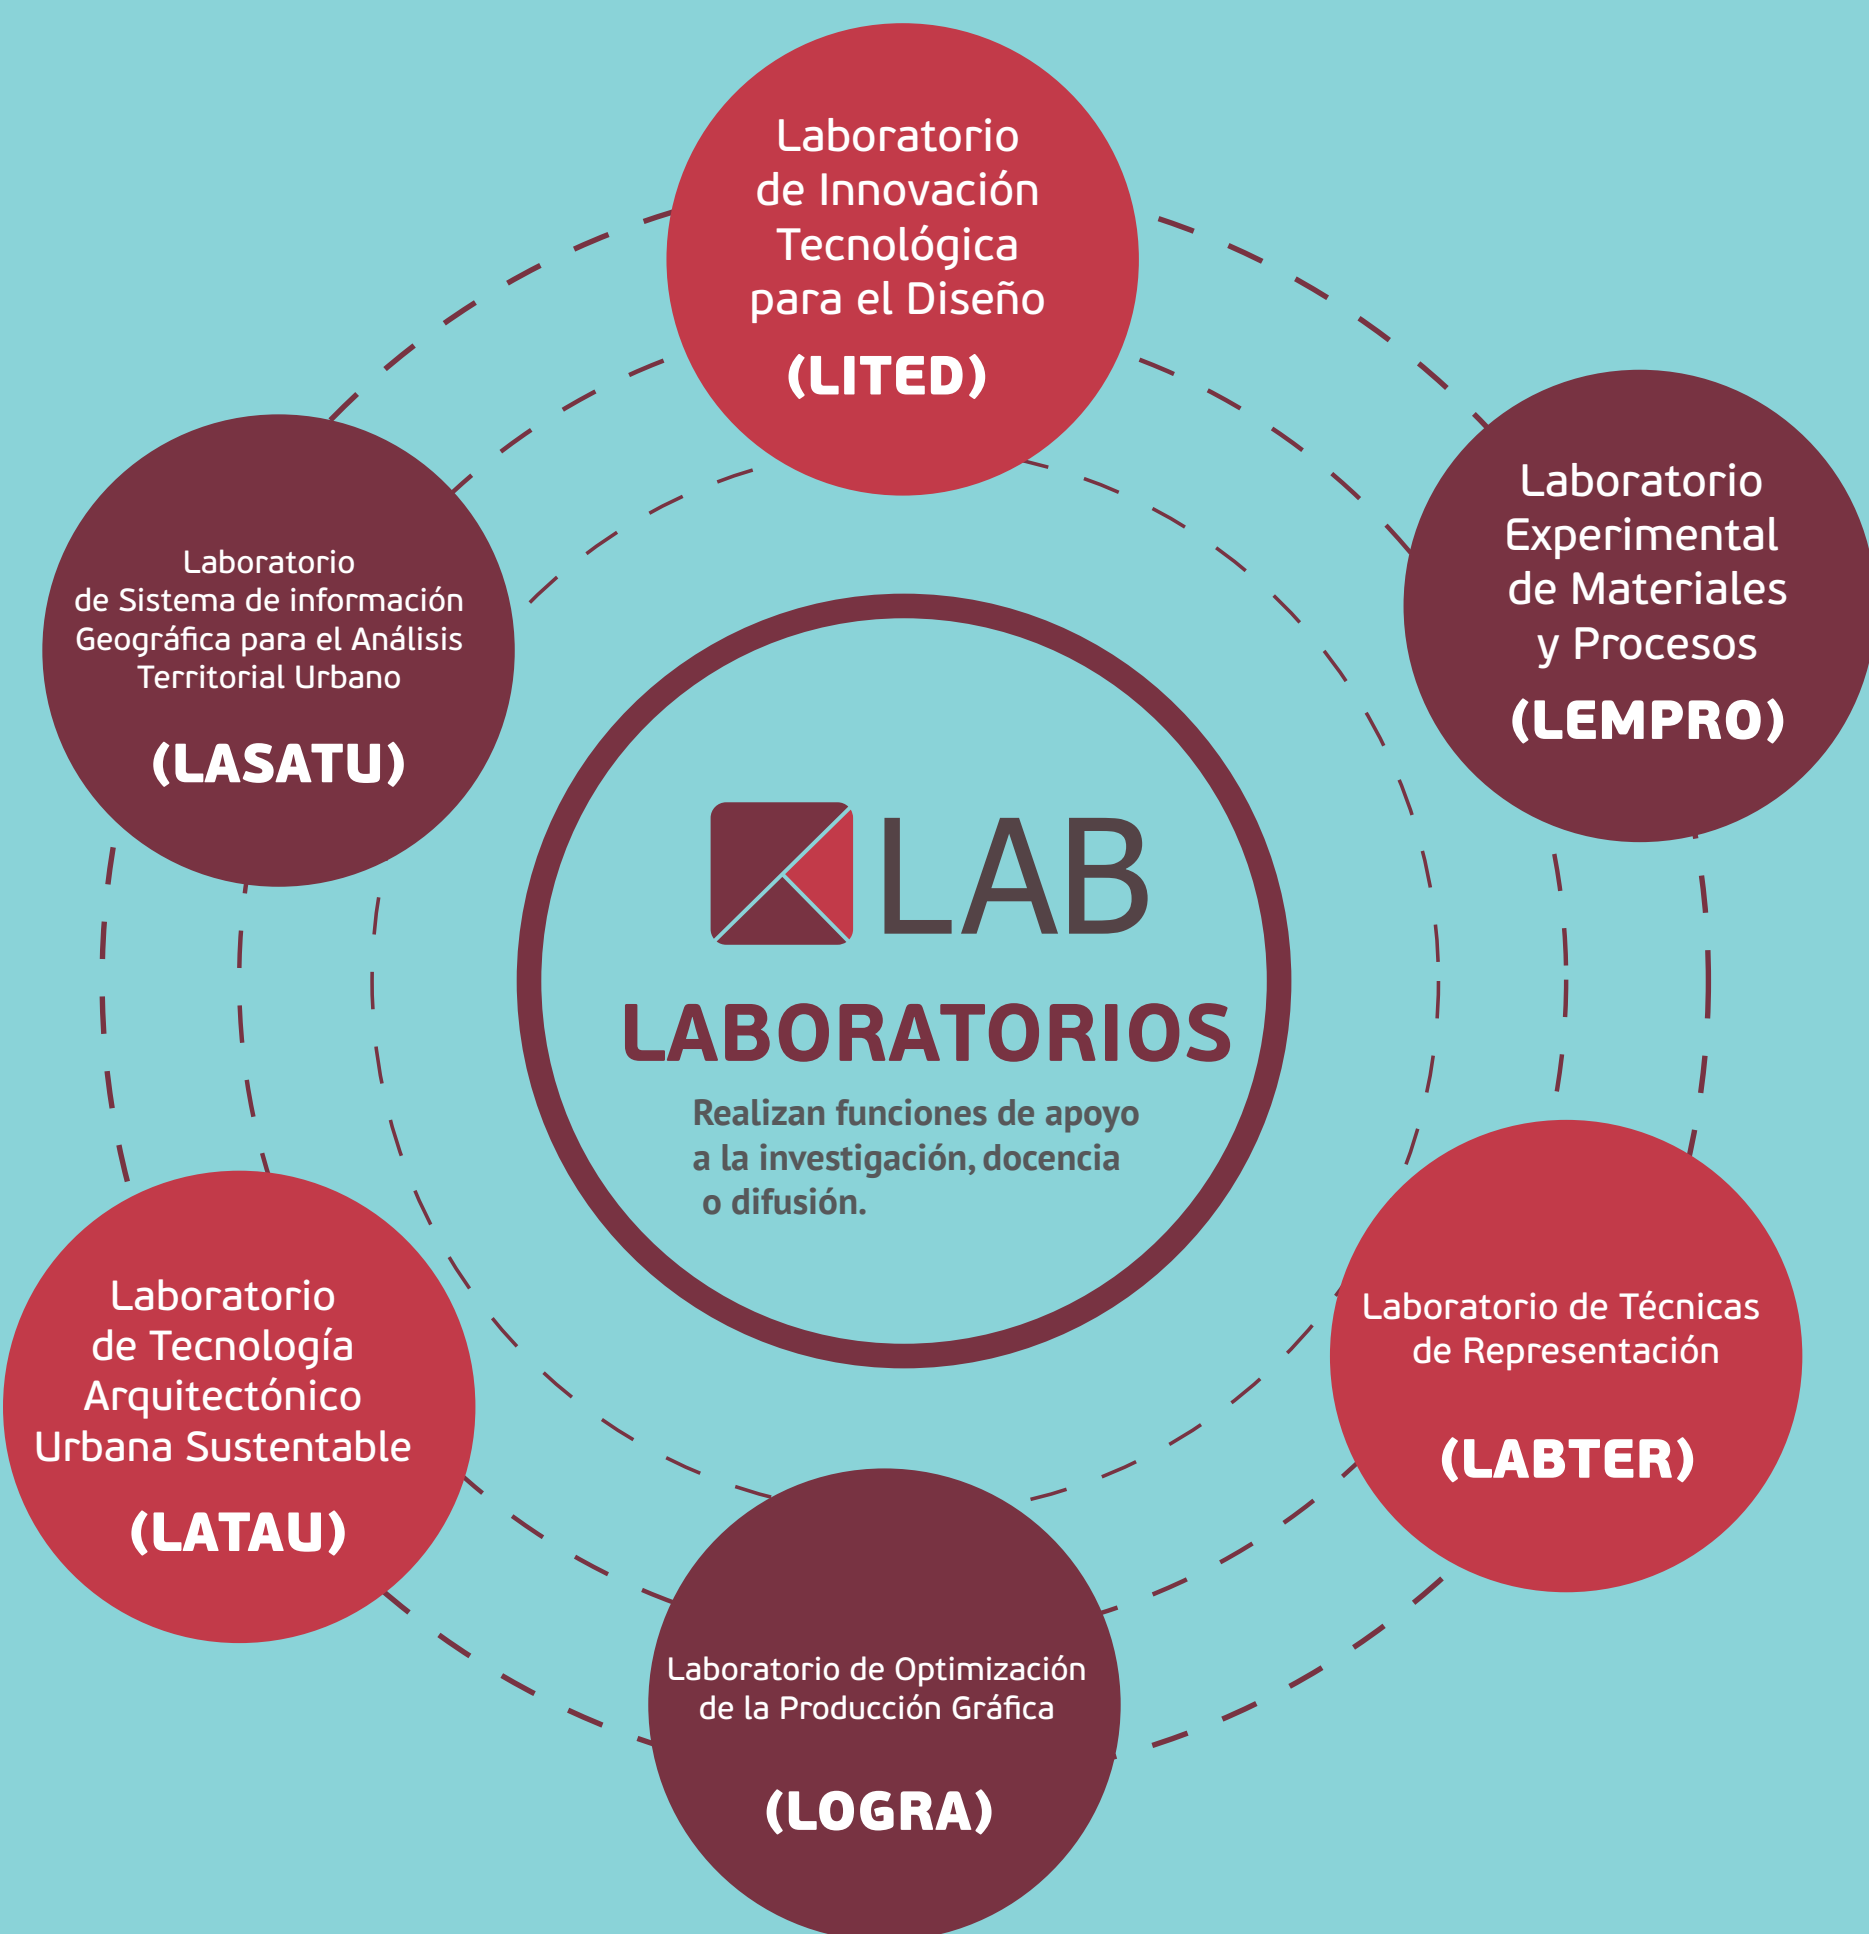 Laboratorio
de Innovación
Tecnológica
para el Diseño
(LITED)
Laboratorio
Experimental
de Materiales
y Procesos
(LEMPRO)
Laboratorio
de Sistema de información
Geográfica para el Análisis
Territorial Urbano
(LASATU)
LAB
LABORATORIOS
Realizan funciones de apoyo
a la investigación, docencia
o difusión.
Laboratorio
de Tecnología
Arquitectónico
Urbana Sustentable
(LATAU)
Laboratorio de Técnicas
de Representación
(LABTER)
Laboratorio de Optimización
de la Producción Gráfica
(LOGRA)